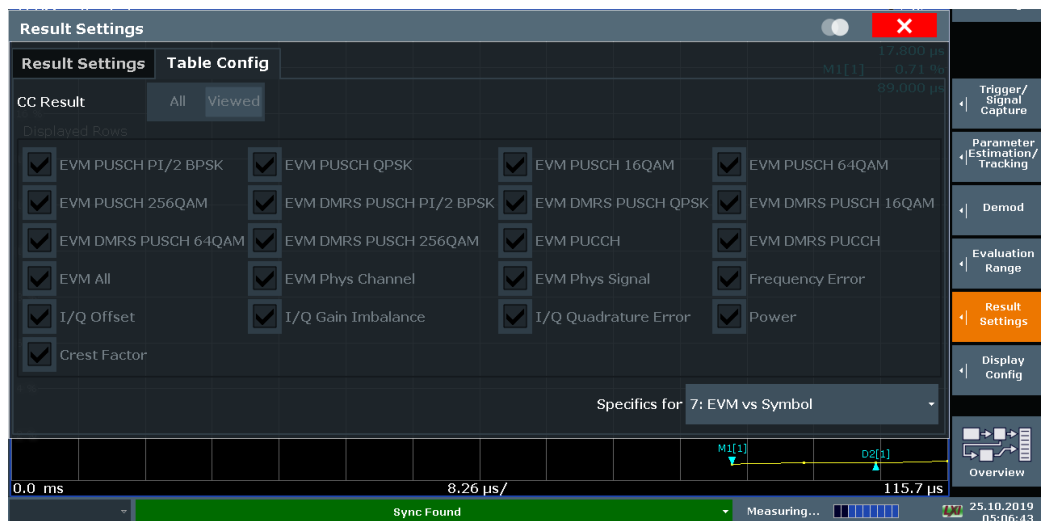 Result Settings
Result Settings
Table Config
17.800 µs
M1[1] 0.71 %
89.000 µs
CC Result
All
Viewed
Displayed Rows
EVM PUSCH PI/2 BPSK
EVM PUSCH QPSK
EVM PUSCH 16QAM
EVM PUSCH 64QAM
EVM PUSCH 256QAM
EVM DMRS PUSCH PI/2 BPSK
EVM DMRS PUSCH QPSK
EVM DMRS PUSCH 16QAM
EVM DMRS PUSCH 64QAM
EVM DMRS PUSCH 256QAM
EVM PUCCH
EVM DMRS PUCCH
EVM All
EVM Phys Channel
EVM Phys Signal
Frequency Error
I/Q Offset
I/Q Gain Imbalance
I/Q Quadrature Error
Power
Crest Factor
Specifics for
7: EVM vs Symbol
M1[1]
D2[1]
0.0 ms
8.26 µs/
115.7 µs
Sync Found
Measuring...
LXI
25.10.2019
05:06:43
Trigger/
Signal
Capture
Parameter
Estimation/
Tracking
Demod
Evaluation
Range
Result
Settings
Display
Config
Overview